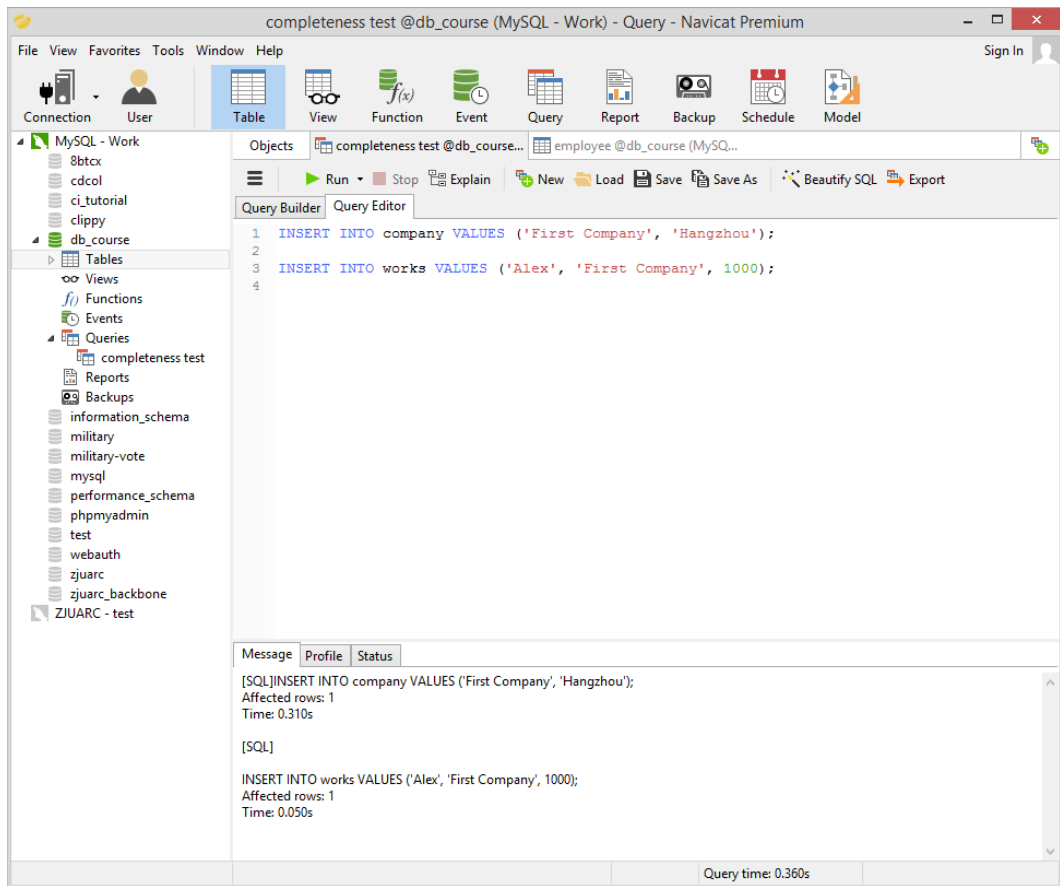 completeness test @db_course (MySQL - Work) - Query - Navicat Premium
File View Favorites Tools Window Help Sign In
Connection User Table View Function Event Query Report Backup Schedule Model
f(x)
MySQL - Work
8btcx
cdcol
ci_tutorial
clippy
db_course
Tables
Views
f() Functions
Events
Queries
completeness test
Reports
Backups
information_schema
military
military-vote
mysql
performance_schema
phpmyadmin
test
webauth
zjuarc
zjuarc_backbone
ZJUARC - test
Objects completeness test @db_course... employee @db_course (MySQ...
Run Stop Explain New Load Save Save As Beautify SQL Export
Query Builder Query Editor
1 INSERT INTO company VALUES ('First Company', 'Hangzhou');
2
3 INSERT INTO works VALUES ('Alex', 'First Company', 1000);
4
Message Profile Status
[SQL]INSERT INTO company VALUES ('First Company', 'Hangzhou');
Affected rows: 1
Time: 0.310s
[SQL]
INSERT INTO works VALUES ('Alex', 'First Company', 1000);
Affected rows: 1
Time: 0.050s
Query time: 0.360s